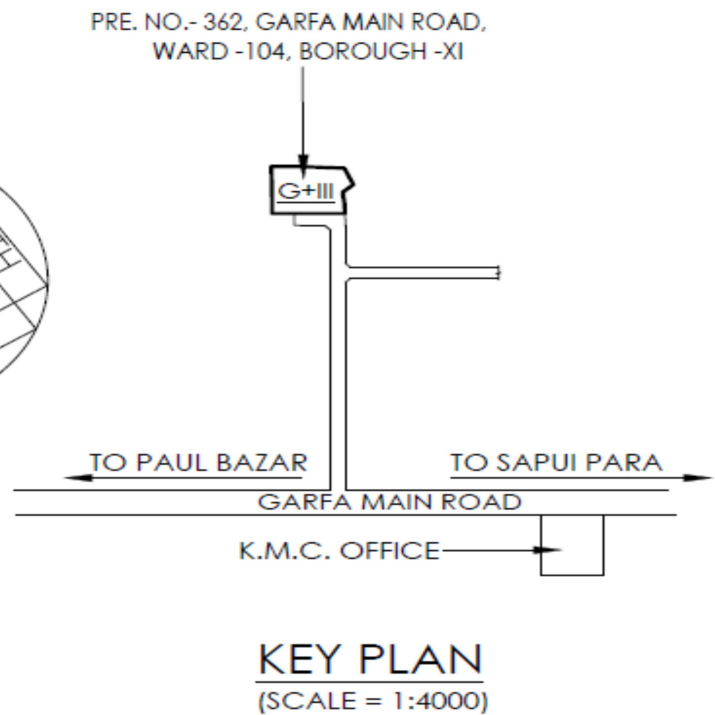 PRE. NO.- 362, GARFA MAIN ROAD,
WARD -104, BOROUGH -XI
G+III
TO PAUL BAZAR
TO SAPUI PARA
GARFA MAIN ROAD
K.M.C. OFFICE
KEY PLAN
(SCALE = 1:4000)